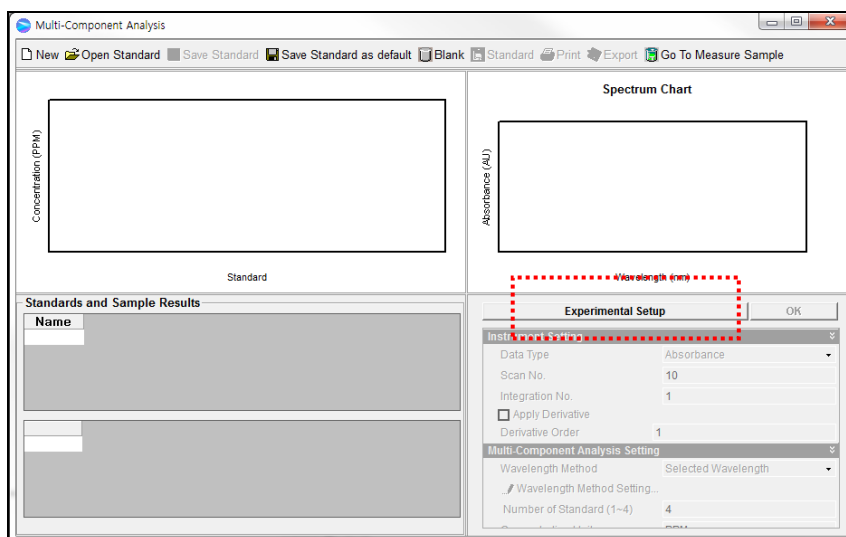 Multi-Component Analysis
New Open Standard Save Standard Save Standard as default Blank Standard Print Export Go To Measure Sample
Concentration (PPM)
Standard
Spectrum Chart
Absorbance (AU)
Wavelength (nm)
Standards and Sample Results
Name
Experimental Setup OK
Instrument Setting
Data Type Absorbance
Scan No. 10
Integration No. 1
Apply Derivative
Derivative Order 1
Multi-Component Analysis Setting
Wavelength Method Selected Wavelength
Wavelength Method Setting...
Number of Standard (1~4) 4